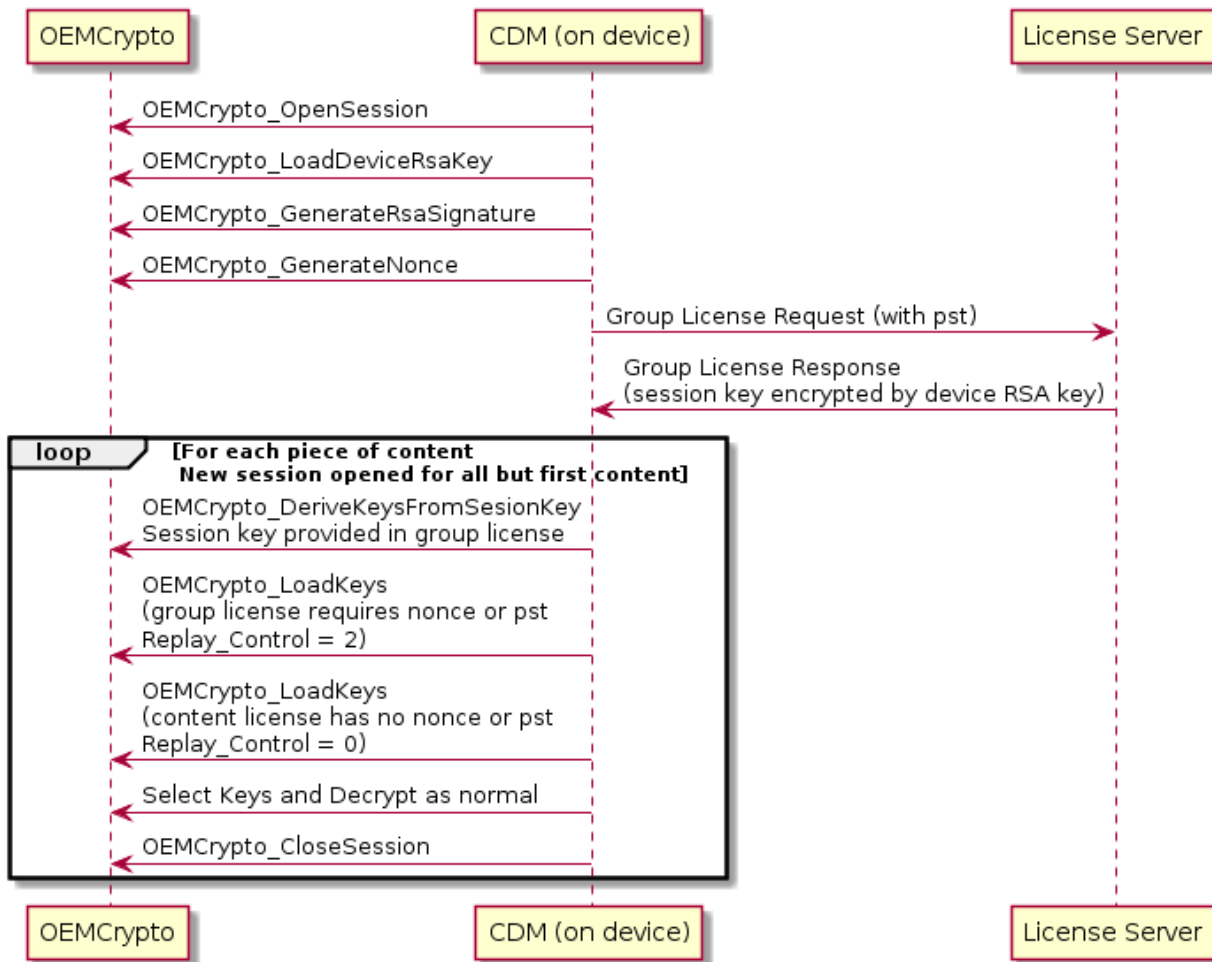 OEMCrypto
CDM (on device)
License Server
OEMCrypto_OpenSession
OEMCrypto_LoadDeviceRsaKey
OEMCrypto_GenerateRsaSignature
OEMCrypto_GenerateNonce
Group License Request (with pst)
Group License Response
(session key encrypted by device RSA key)
loop
[For each piece of content
New session opened for all but first content]
OEMCrypto_DeriveKeysFromSesionKey
Session key provided in group license
OEMCrypto_LoadKeys
(group license requires nonce or pst
Replay_Control = 2)
OEMCrypto_LoadKeys
(content license has no nonce or pst
Replay_Control = 0)
Select Keys and Decrypt as normal
OEMCrypto_CloseSession
OEMCrypto
CDM (on device)
License Server